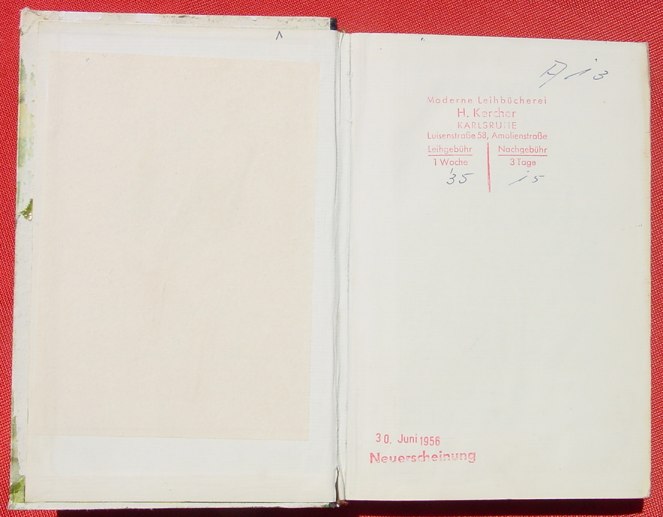 A 13
Moderne Leihbücherei
H. Karcher
KARLSRUHE
Luisenstraße 58, Amalienstraße
Leihgebühr Nachgebühr
1 Woche 3 Tage
35 15
30. Juni 1956
Neuerscheinung